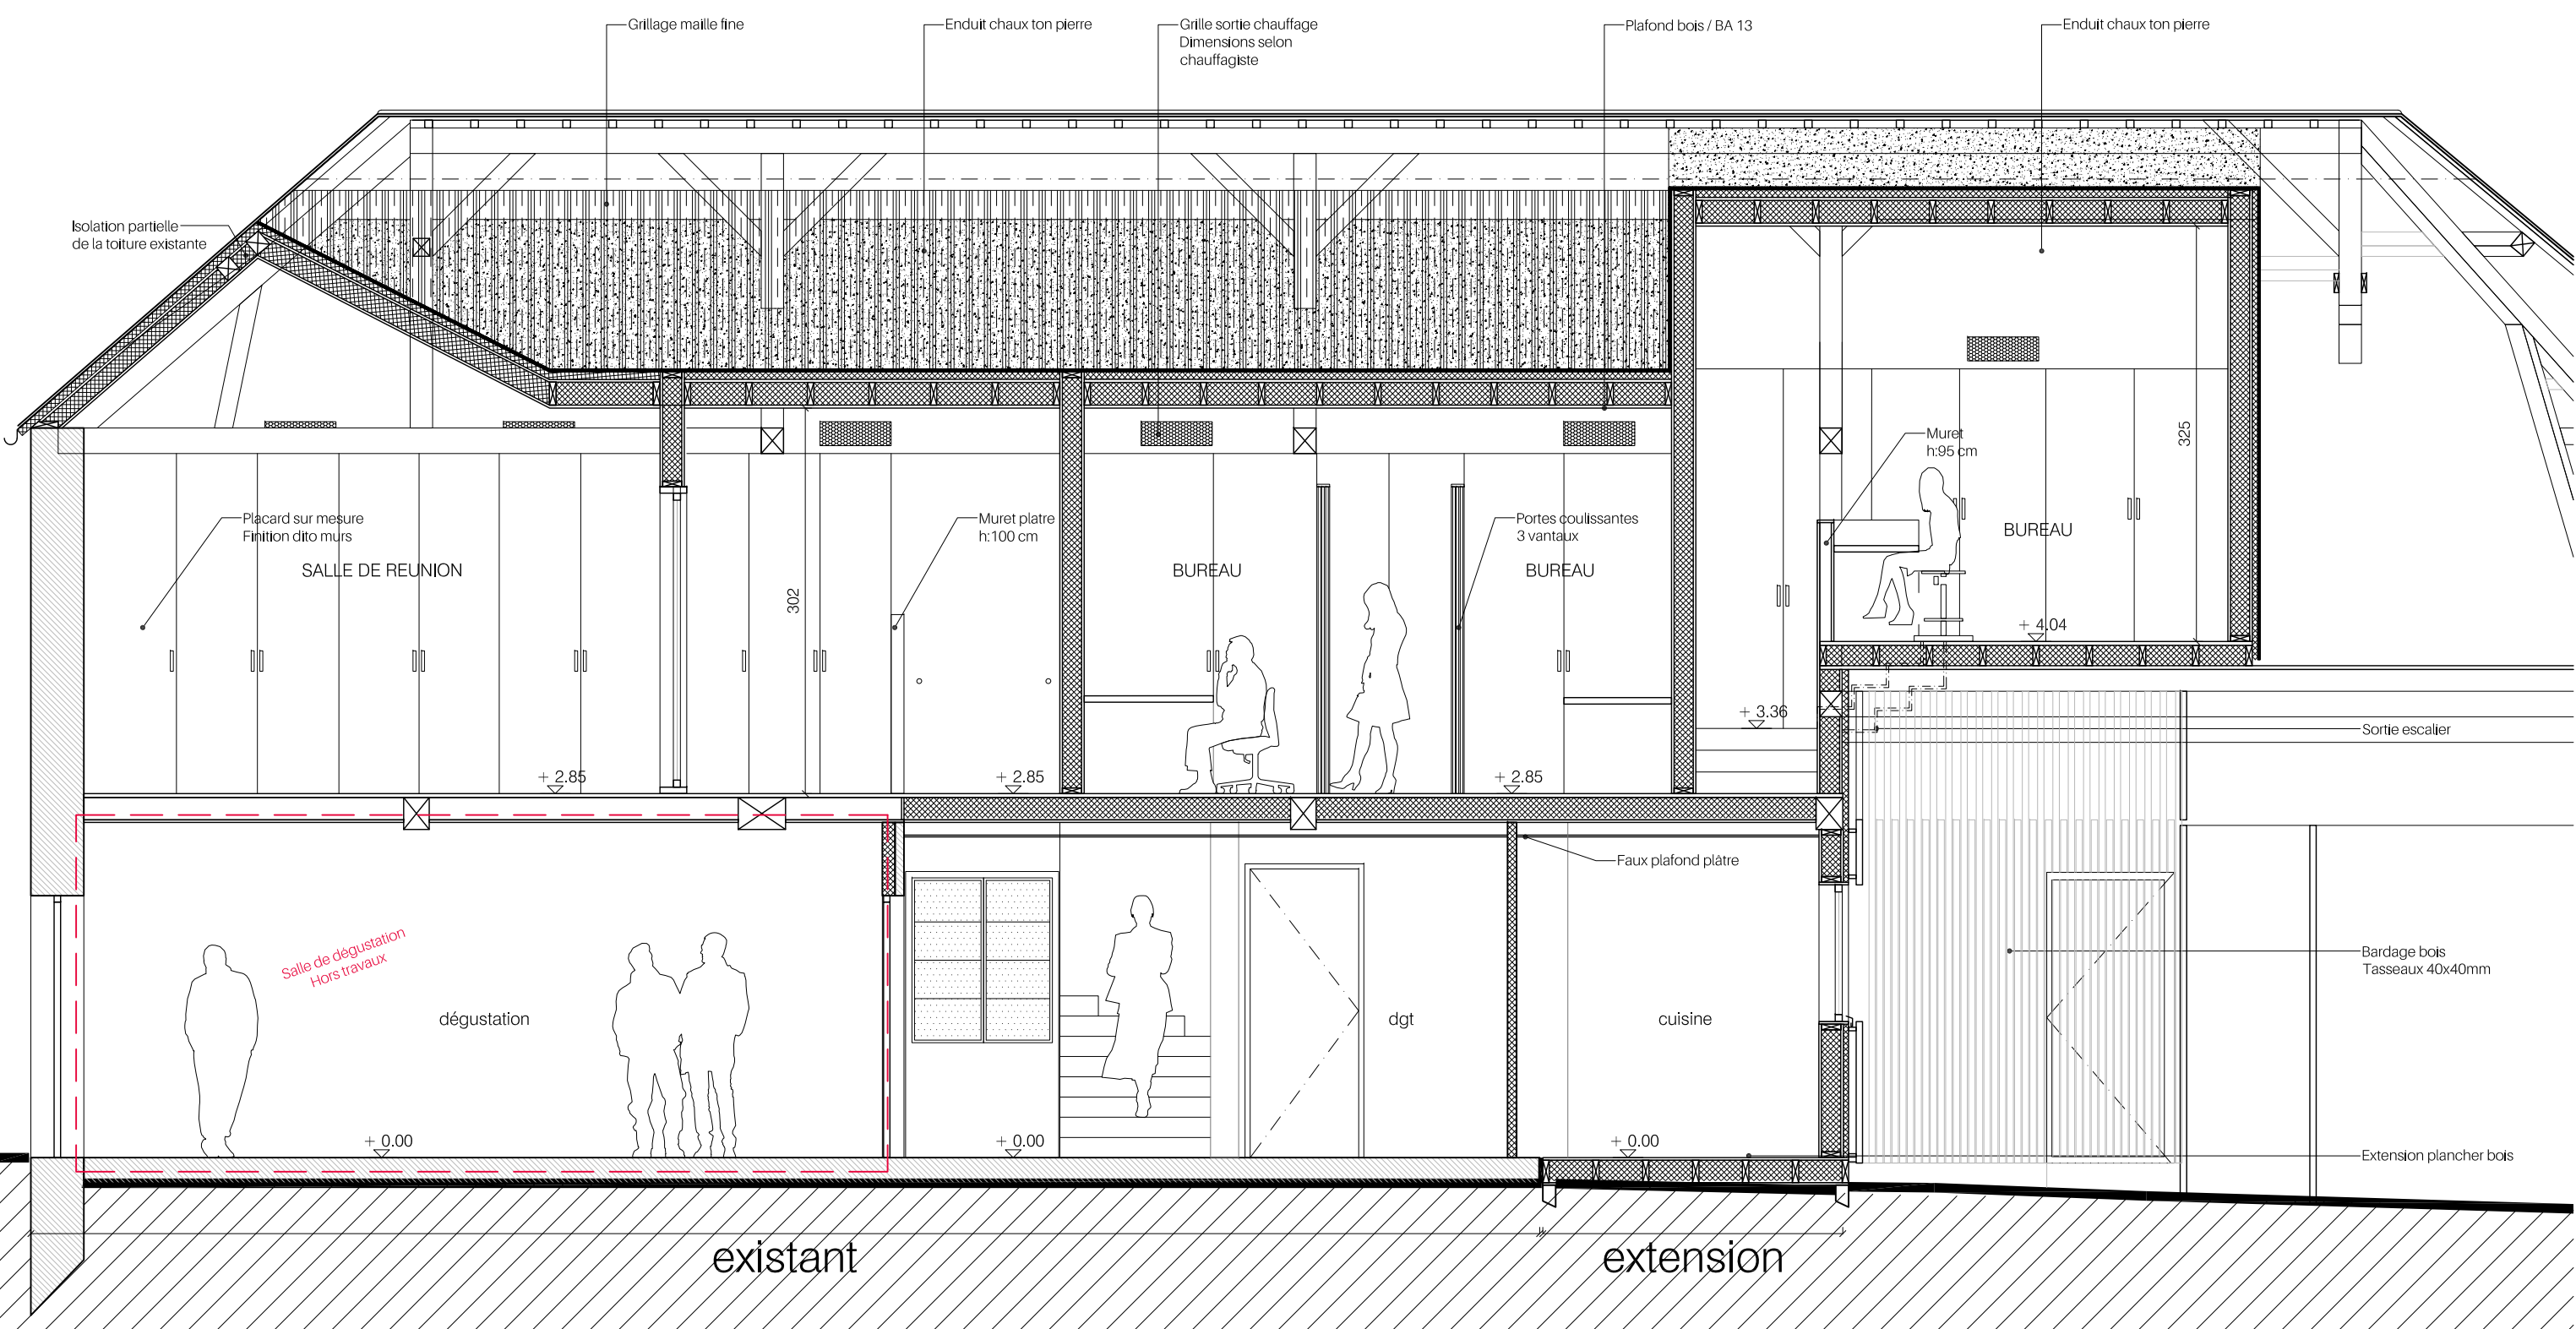 Grillage maille fine
Enduit chaux ton pierre
Grille sortie chauffage
Dimensions selon
chauffagiste
Plafond bois / BA 13
Enduit chaux ton pierre
Isolation partielle
de la toiture existante
Placard sur mesure
Finition dito murs
SALLE DE REUNION
302
Muret platre
h:100 cm
BUREAU
Portes coulissantes
3 vantaux
BUREAU
Muret
h:95 cm
BUREAU
325
+ 4.04
+ 3.36
+ 2.85
+ 2.85
+ 2.85
Sortie escalier
Faux plafond plâtre
Salle de dégustation
Hors travaux
dégustation
dgt
cuisine
Bardage bois
Tasseaux 40x40mm
+ 0.00
+ 0.00
+ 0.00
Extension plancher bois
existant
extension